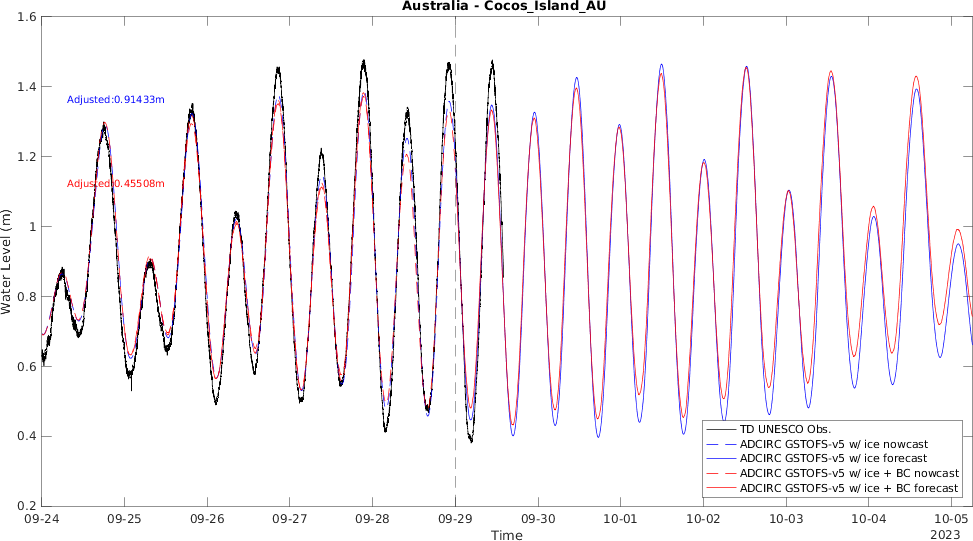 Australia - Cocos_Island_AU
1.6
1.4
1.2
1
0.8
0.6
0.4
0.2
Water Level (m)
Adjusted:0.91433m
Adjusted:0.45508m
TD UNESCO Obs.
ADCIRC GSTOFS-v5 w/ ice nowcast
ADCIRC GSTOFS-v5 w/ ice forecast
ADCIRC GSTOFS-v5 w/ ice + BC nowcast
ADCIRC GSTOFS-v5 w/ ice + BC forecast
09-24 09-25 09-26 09-27 09-28 09-29 09-30 10-01 10-02 10-03 10-04 10-05
Time
2023